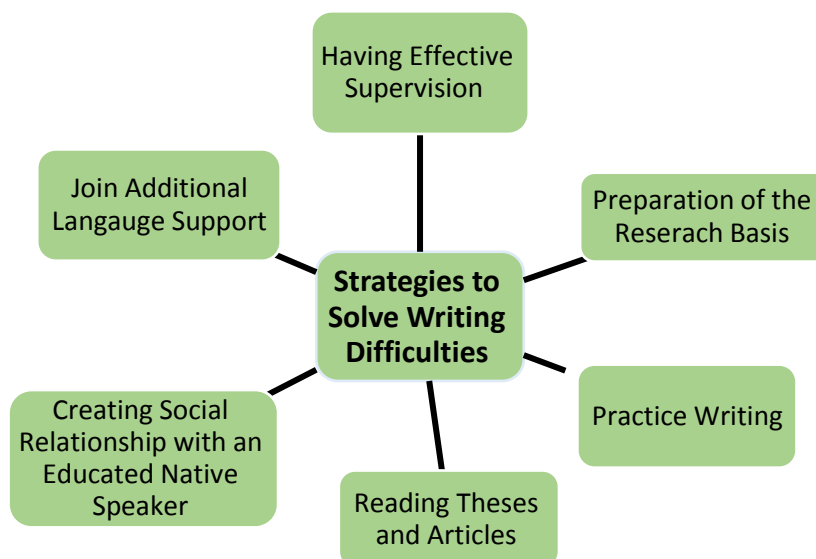 Having Effective
Supervision
Join Additional
Langauge Support
Preparation of the
Reserach Basis
Strategies to
Solve Writing
Difficulties
Creating Social
Relationship with an
Educated Native
Speaker
Practice Writing
Reading Theses
and Articles